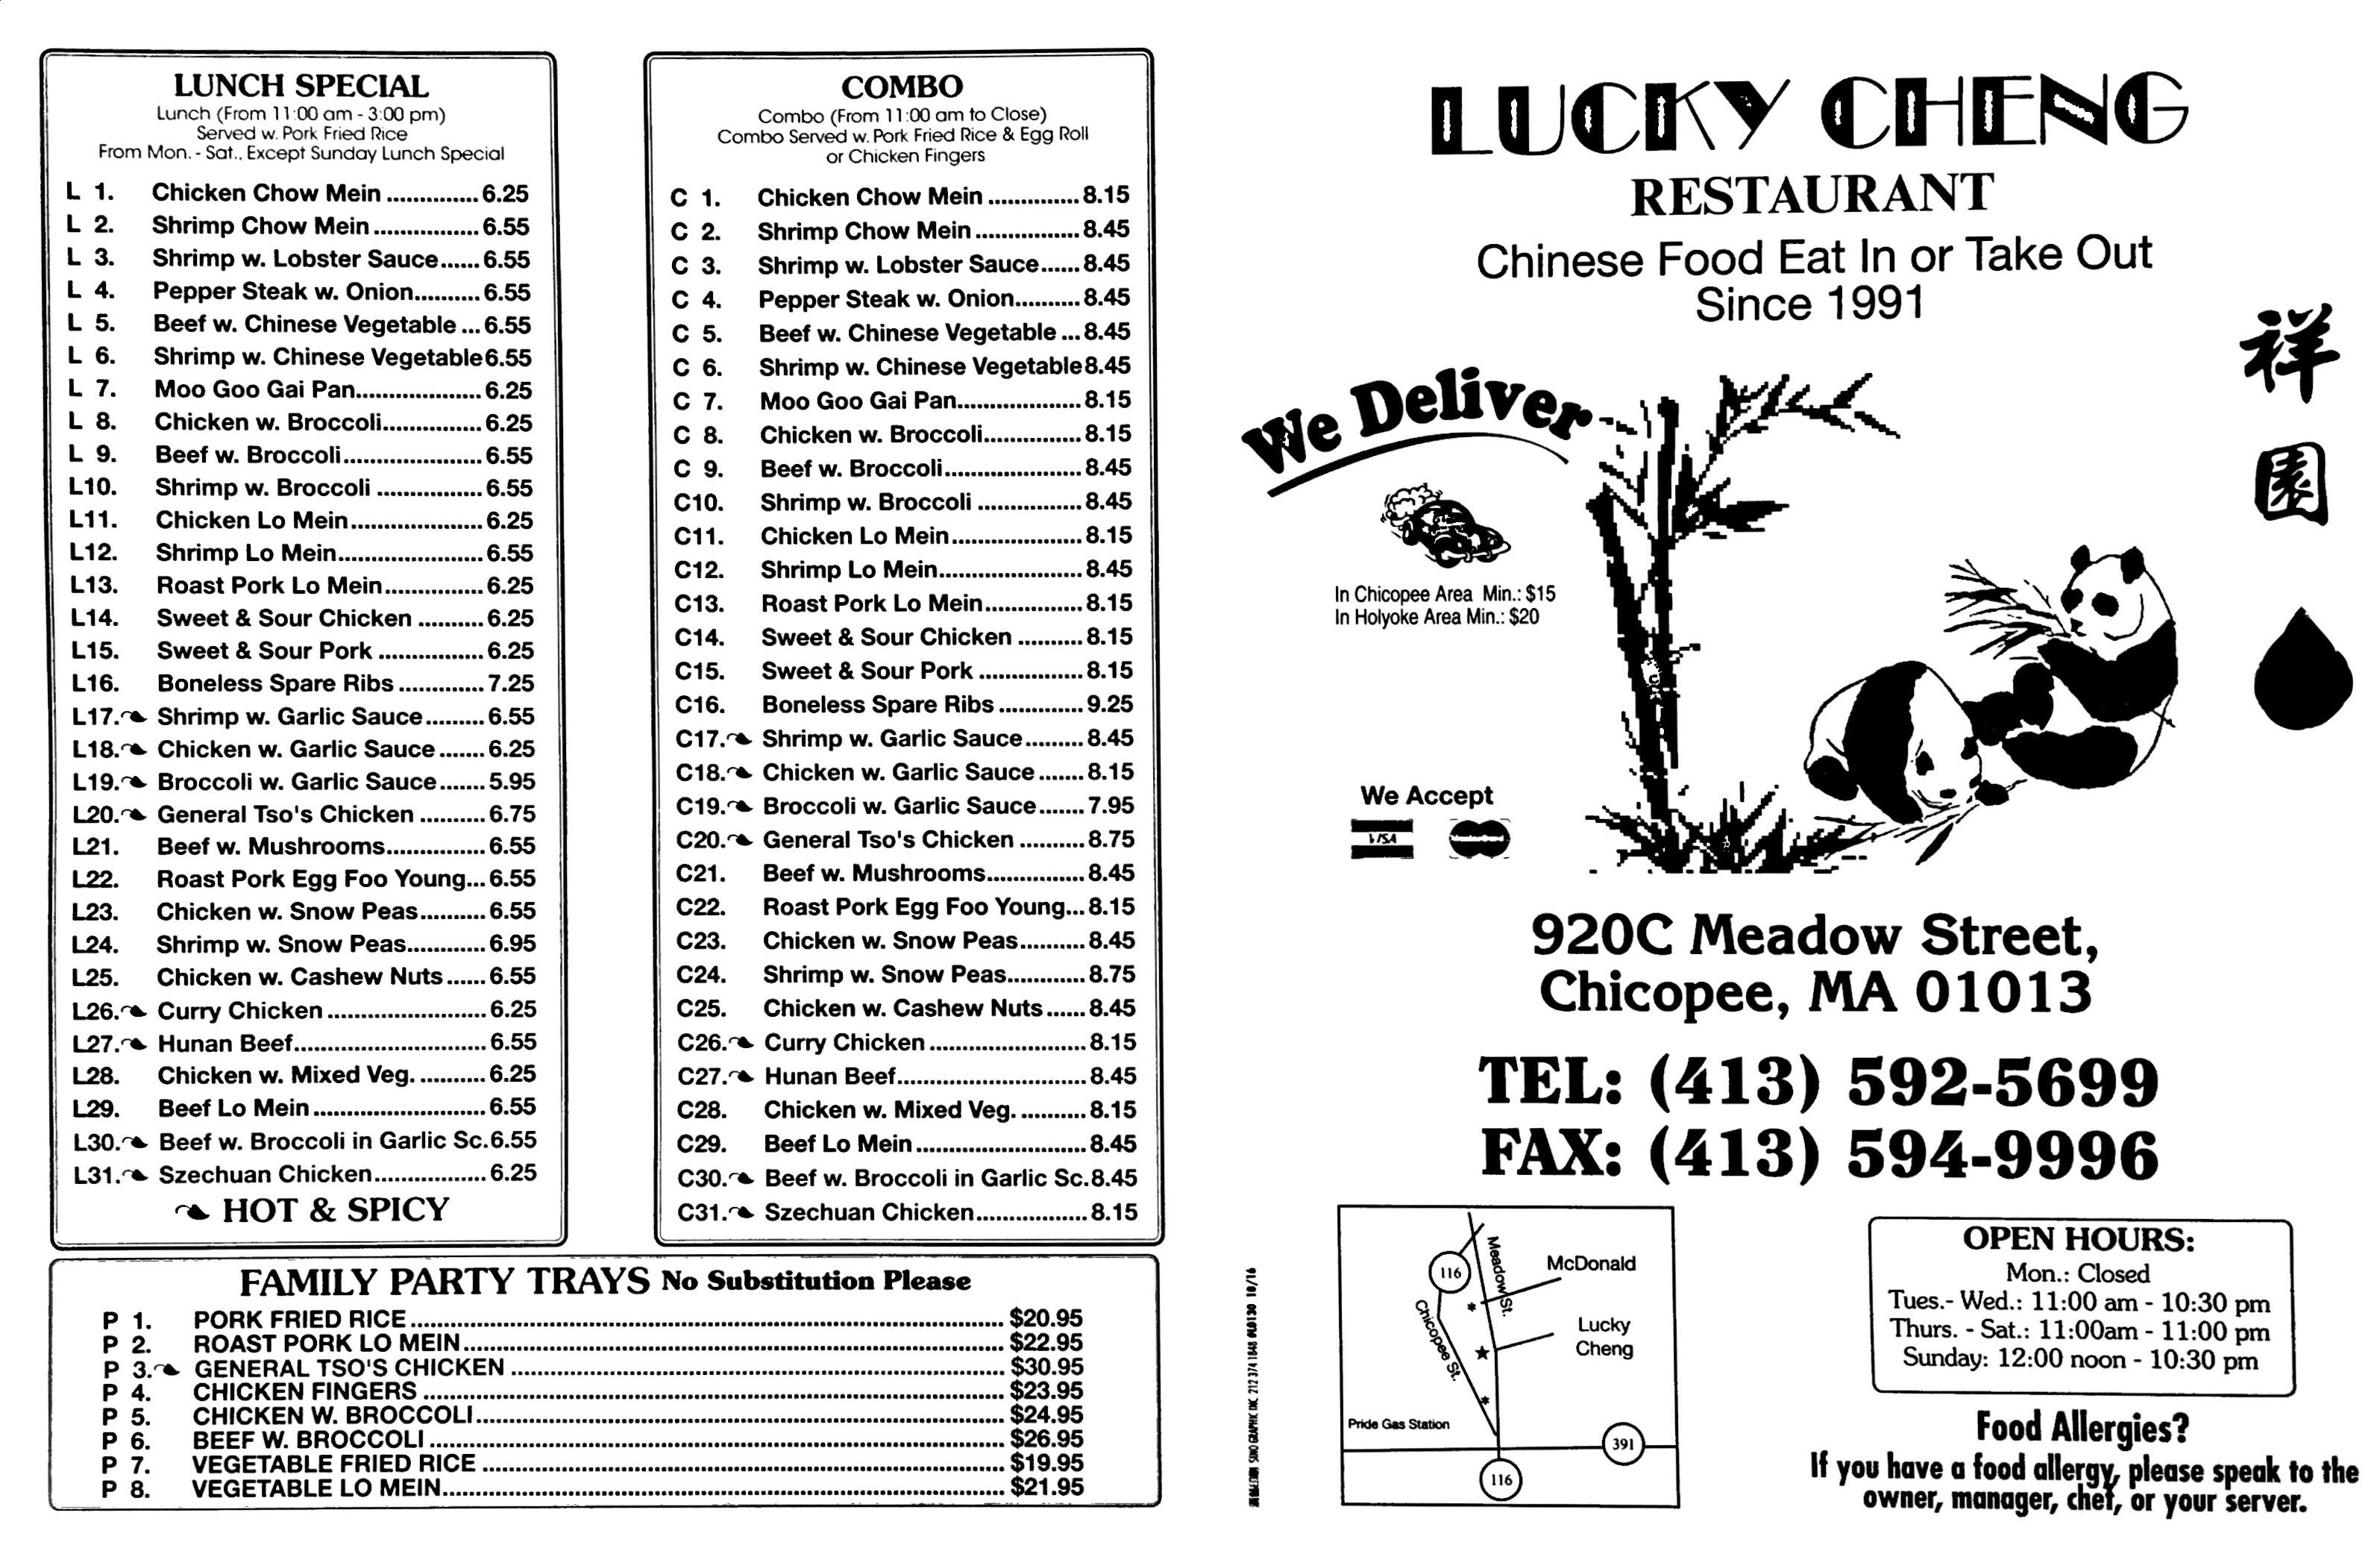 LUNCH SPECIAL
Lunch (From 11:00 am - 3:00 pm)
Served w. Pork Fried Rice
From Mon. - Sat., Except Sunday Lunch Special
L 1. Chicken Chow Mein .............. 6.25
L 2. Shrimp Chow Mein ................ 6.55
L 3. Shrimp w. Lobster Sauce...... 6.55
L 4. Pepper Steak w. Onion.......... 6.55
L 5. Beef w. Chinese Vegetable ... 6.55
L 6. Shrimp w. Chinese Vegetable 6.55
L 7. Moo Goo Gai Pan................... 6.25
L 8. Chicken w. Broccoli............... 6.25
L 9. Beef w. Broccoli..................... 6.55
L10. Shrimp w. Broccoli ................ 6.55
L11. Chicken Lo Mein.................... 6.25
L12. Shrimp Lo Mein...................... 6.55
L13. Roast Pork Lo Mein............... 6.25
L14. Sweet & Sour Chicken .......... 6.25
L15. Sweet & Sour Pork ................ 6.25
L16. Boneless Spare Ribs ............. 7.25
L17. Shrimp w. Garlic Sauce......... 6.55
L18. Chicken w. Garlic Sauce ....... 6.25
L19. Broccoli w. Garlic Sauce....... 5.95
L20. General Tso's Chicken .......... 6.75
L21. Beef w. Mushrooms............... 6.55
L22. Roast Pork Egg Foo Young... 6.55
L23. Chicken w. Snow Peas.......... 6.55
L24. Shrimp w. Snow Peas............ 6.95
L25. Chicken w. Cashew Nuts ...... 6.55
L26. Curry Chicken ........................ 6.25
L27. Hunan Beef............................. 6.55
L28. Chicken w. Mixed Veg. .......... 6.25
L29. Beef Lo Mein .......................... 6.55
L30. Beef w. Broccoli in Garlic Sc. 6.55
L31. Szechuan Chicken................. 6.25
HOT & SPICY
COMBO
Combo (From 11:00 am to Close)
Combo Served w. Pork Fried Rice & Egg Roll
or Chicken Fingers
C 1. Chicken Chow Mein .............. 8.15
C 2. Shrimp Chow Mein ................ 8.45
C 3. Shrimp w. Lobster Sauce...... 8.45
C 4. Pepper Steak w. Onion.......... 8.45
C 5. Beef w. Chinese Vegetable ... 8.45
C 6. Shrimp w. Chinese Vegetable 8.45
C 7. Moo Goo Gai Pan................... 8.15
C 8. Chicken w. Broccoli............... 8.15
C 9. Beef w. Broccoli..................... 8.45
C10. Shrimp w. Broccoli ................ 8.45
C11. Chicken Lo Mein.................... 8.15
C12. Shrimp Lo Mein...................... 8.45
C13. Roast Pork Lo Mein............... 8.15
C14. Sweet & Sour Chicken .......... 8.15
C15. Sweet & Sour Pork ................ 8.15
C16. Boneless Spare Ribs ............. 9.25
C17. Shrimp w. Garlic Sauce......... 8.45
C18. Chicken w. Garlic Sauce ....... 8.15
C19. Broccoli w. Garlic Sauce....... 7.95
C20. General Tso's Chicken .......... 8.75
C21. Beef w. Mushrooms............... 8.45
C22. Roast Pork Egg Foo Young... 8.15
C23. Chicken w. Snow Peas.......... 8.45
C24. Shrimp w. Snow Peas............ 8.75
C25. Chicken w. Cashew Nuts ...... 8.45
C26. Curry Chicken ........................ 8.15
C27. Hunan Beef............................. 8.45
C28. Chicken w. Mixed Veg. .......... 8.15
C29. Beef Lo Mein .......................... 8.45
C30. Beef w. Broccoli in Garlic Sc. 8.45
C31. Szechuan Chicken................. 8.15
FAMILY PARTY TRAYS No Substitution Please
P 1. PORK FRIED RICE ........ $20.95
P 2. ROAST PORK LO MEIN ........ $22.95
P 3. GENERAL TSO'S CHICKEN ........ $30.95
P 4. CHICKEN FINGERS ........ $23.95
P 5. CHICKEN W. BROCCOLI ........ $24.95
P 6. BEEF W. BROCCOLI ........ $26.95
P 7. VEGETABLE FRIED RICE ........ $19.95
P 8. VEGETABLE LO MEIN ........ $21.95
SINO GRAPHIC INC. 212 374 1848 #L0130 10/16
LUCKY CHENG
RESTAURANT
Chinese Food Eat In or Take Out
Since 1991
祥
園
We Deliver
In Chicopee Area Min.: $15
In Holyoke Area Min.: $20
We Accept
VISA
920C Meadow Street,
Chicopee, MA 01013
TEL: (413) 592-5699
FAX: (413) 594-9996
116
Meadow St.
McDonald
Chicopee St.
Lucky
Cheng
Pride Gas Station
391
116
OPEN HOURS:
Mon.: Closed
Tues.- Wed.: 11:00 am - 10:30 pm
Thurs. - Sat.: 11:00am - 11:00 pm
Sunday: 12:00 noon - 10:30 pm
Food Allergies?
If you have a food allergy, please speak to the
owner, manager, chef, or your server.